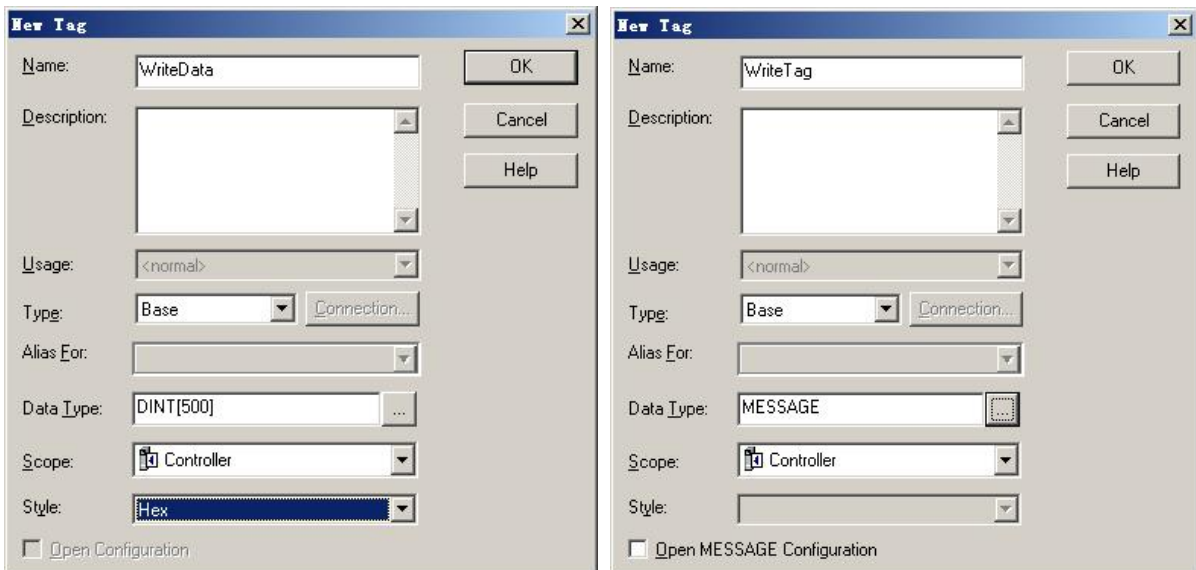 New Tag
Name:
WriteData
OK
Description:
Cancel
Help
Usage:
<normal>
Type:
Base
Connection...
Alias For:
Data Type:
DINT[500]
...
Scope:
Controller
Style:
Hex
Open Configuration
New Tag
Name:
WriteTag
OK
Description:
Cancel
Help
Usage:
<normal>
Type:
Base
Connection...
Alias For:
Data Type:
MESSAGE
...
Scope:
Controller
Style:
Open MESSAGE Configuration